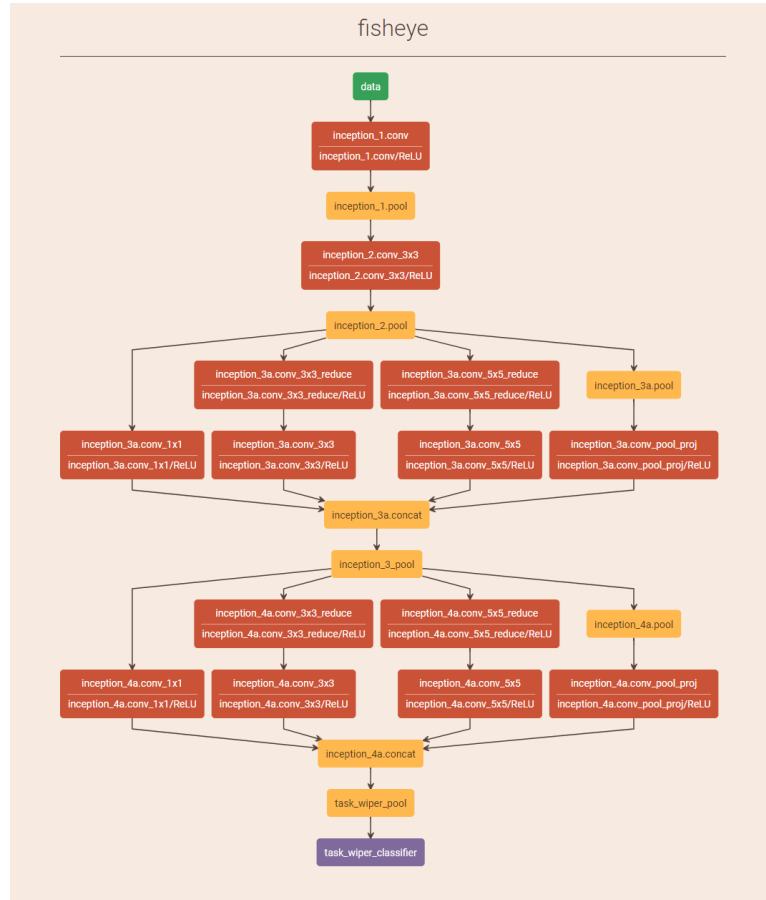 fisheye
data
inception_1.conv
inception_1.conv/ReLU
inception_1.pool
inception_2.conv_3x3
inception_2.conv_3x3/ReLU
inception_2.pool
inception_3a.conv_3x3_reduce
inception_3a.conv_3x3_reduce/ReLU
inception_3a.conv_5x5_reduce
inception_3a.conv_5x5_reduce/ReLU
inception_3a.pool
inception_3a.conv_1x1
inception_3a.conv_1x1/ReLU
inception_3a.conv_3x3
inception_3a.conv_3x3/ReLU
inception_3a.conv_5x5
inception_3a.conv_5x5/ReLU
inception_3a.conv_pool_proj
inception_3a.conv_pool_proj/ReLU
inception_3a.concat
inception_3_pool
inception_4a.conv_3x3_reduce
inception_4a.conv_3x3_reduce/ReLU
inception_4a.conv_5x5_reduce
inception_4a.conv_5x5_reduce/ReLU
inception_4a.pool
inception_4a.conv_1x1
inception_4a.conv_1x1/ReLU
inception_4a.conv_3x3
inception_4a.conv_3x3/ReLU
inception_4a.conv_5x5
inception_4a.conv_5x5/ReLU
inception_4a.conv_pool_proj
inception_4a.conv_pool_proj/ReLU
inception_4a.concat
task_wiper_pool
task_wiper_classifier